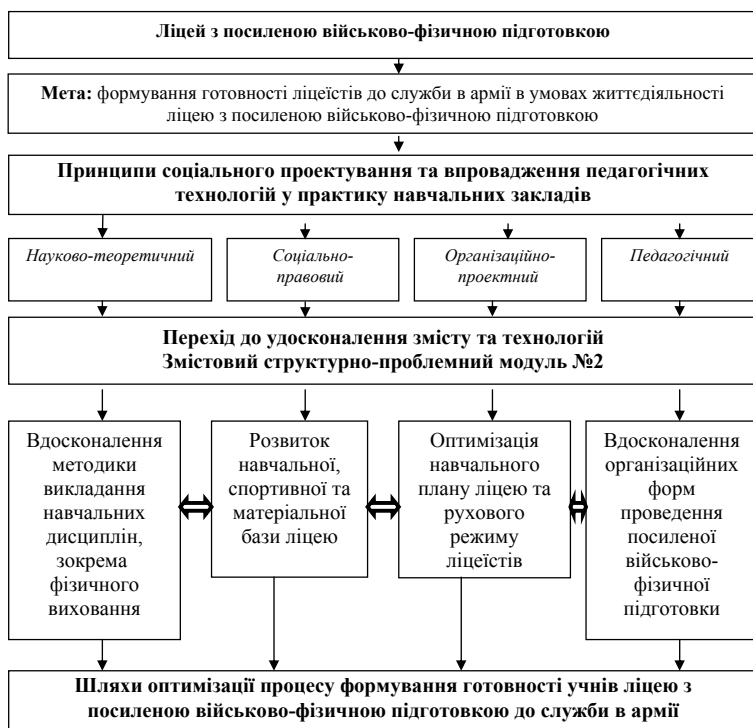 Ліцей з посиленою військово-фізичною підготовкою
Мета: формування готовності ліцеїстів до служби в армії в умовах життєдіяльності
ліцею з посиленою військово-фізичною підготовкою
Принципи соціального проектування та впровадження педагогічних
технологій у практику навчальних закладів
Науково-теоретичний
Соціально-
правовий
Організаційно-
проектний
Педагогічний
Перехід до удосконалення змісту та технологій
Змістовий структурно-проблемний модуль №2
Вдосконалення
методики
викладання
навчальних
дисциплін,
зокрема
фізичного
виховання
Розвиток
навчальної,
спортивної та
матеріальної
бази ліцею
Оптимізація
навчального
плану ліцею та
рухового
режиму
ліцеїстів
Вдосконалення
організаційних
форм
проведення
посиленої
військово-
фізичної
підготовки
Шляхи оптимізації процесу формування готовності учнів ліцею з
посиленою військово-фізичною підготовкою до служби в армії